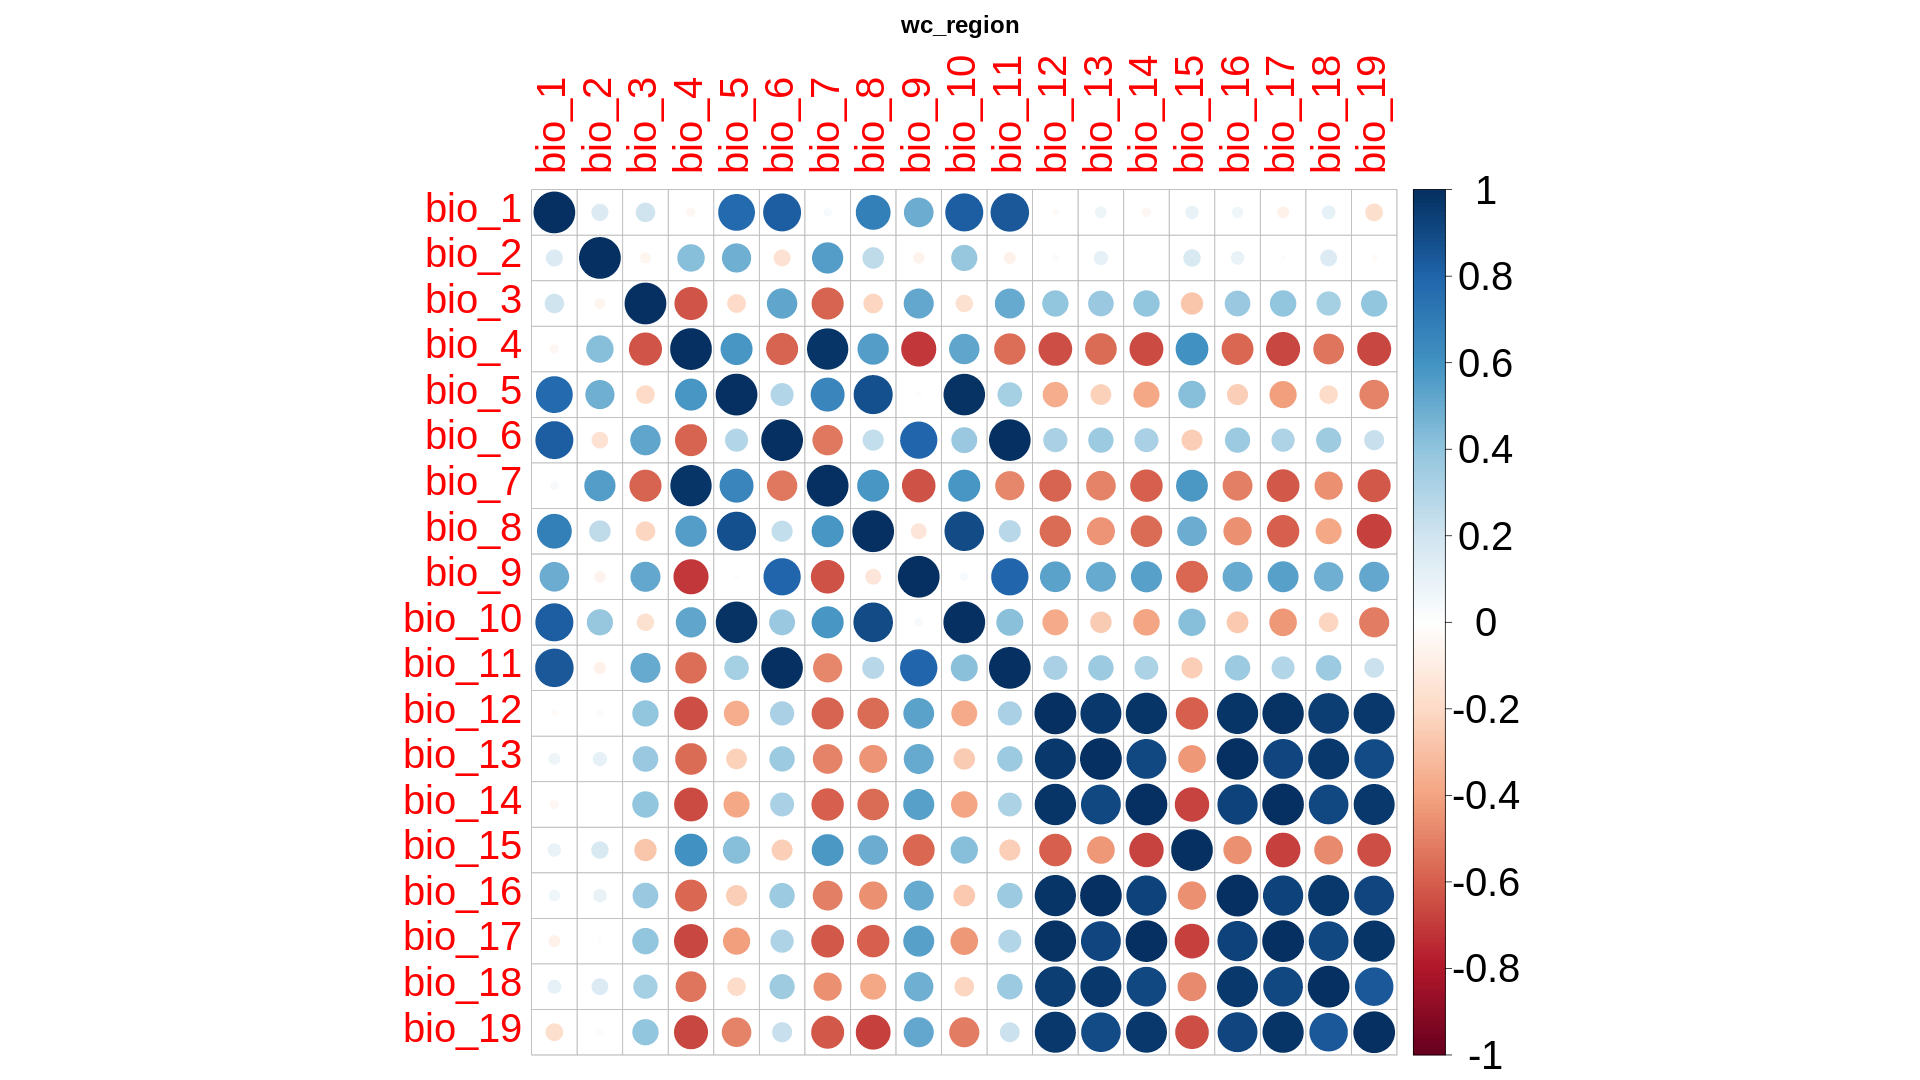 wc_region
bio_1 bio_2 bio_3 bio_4 bio_5 bio_6 bio_7 bio_8 bio_9 bio_10 bio_11 bio_12 bio_13 bio_14 bio_15 bio_16 bio_17 bio_18 bio_19
bio_1
bio_2
bio_3
bio_4
bio_5
bio_6
bio_7
bio_8
bio_9
bio_10
bio_11
bio_12
bio_13
bio_14
bio_15
bio_16
bio_17
bio_18
bio_19
1
0.8
0.6
0.4
0.2
0
-0.2
-0.4
-0.6
-0.8
-1